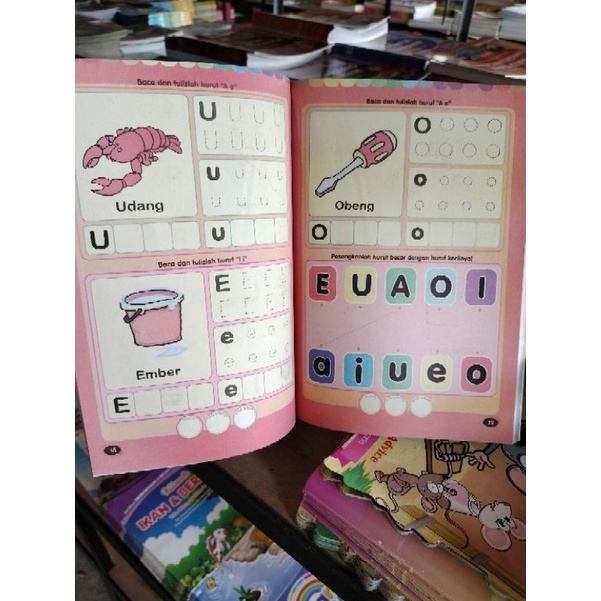 Baca dan tulislah huruf "A a"
U U U U U
U U U U
u u u u
u u u u
Udang
U u
Baca dan tulislah huruf "I i"
E E E E
E E E E
e e e e
e e e e
Ember
E e
Baca dan tulislah huruf "A a"
O O O O
O O O O
o o o o
o o o o
Obeng
O o
Pasangkanlah huruf besar dengan huruf kecilnya!
E U A O I
a i u e o
Advice
IKAN & BER